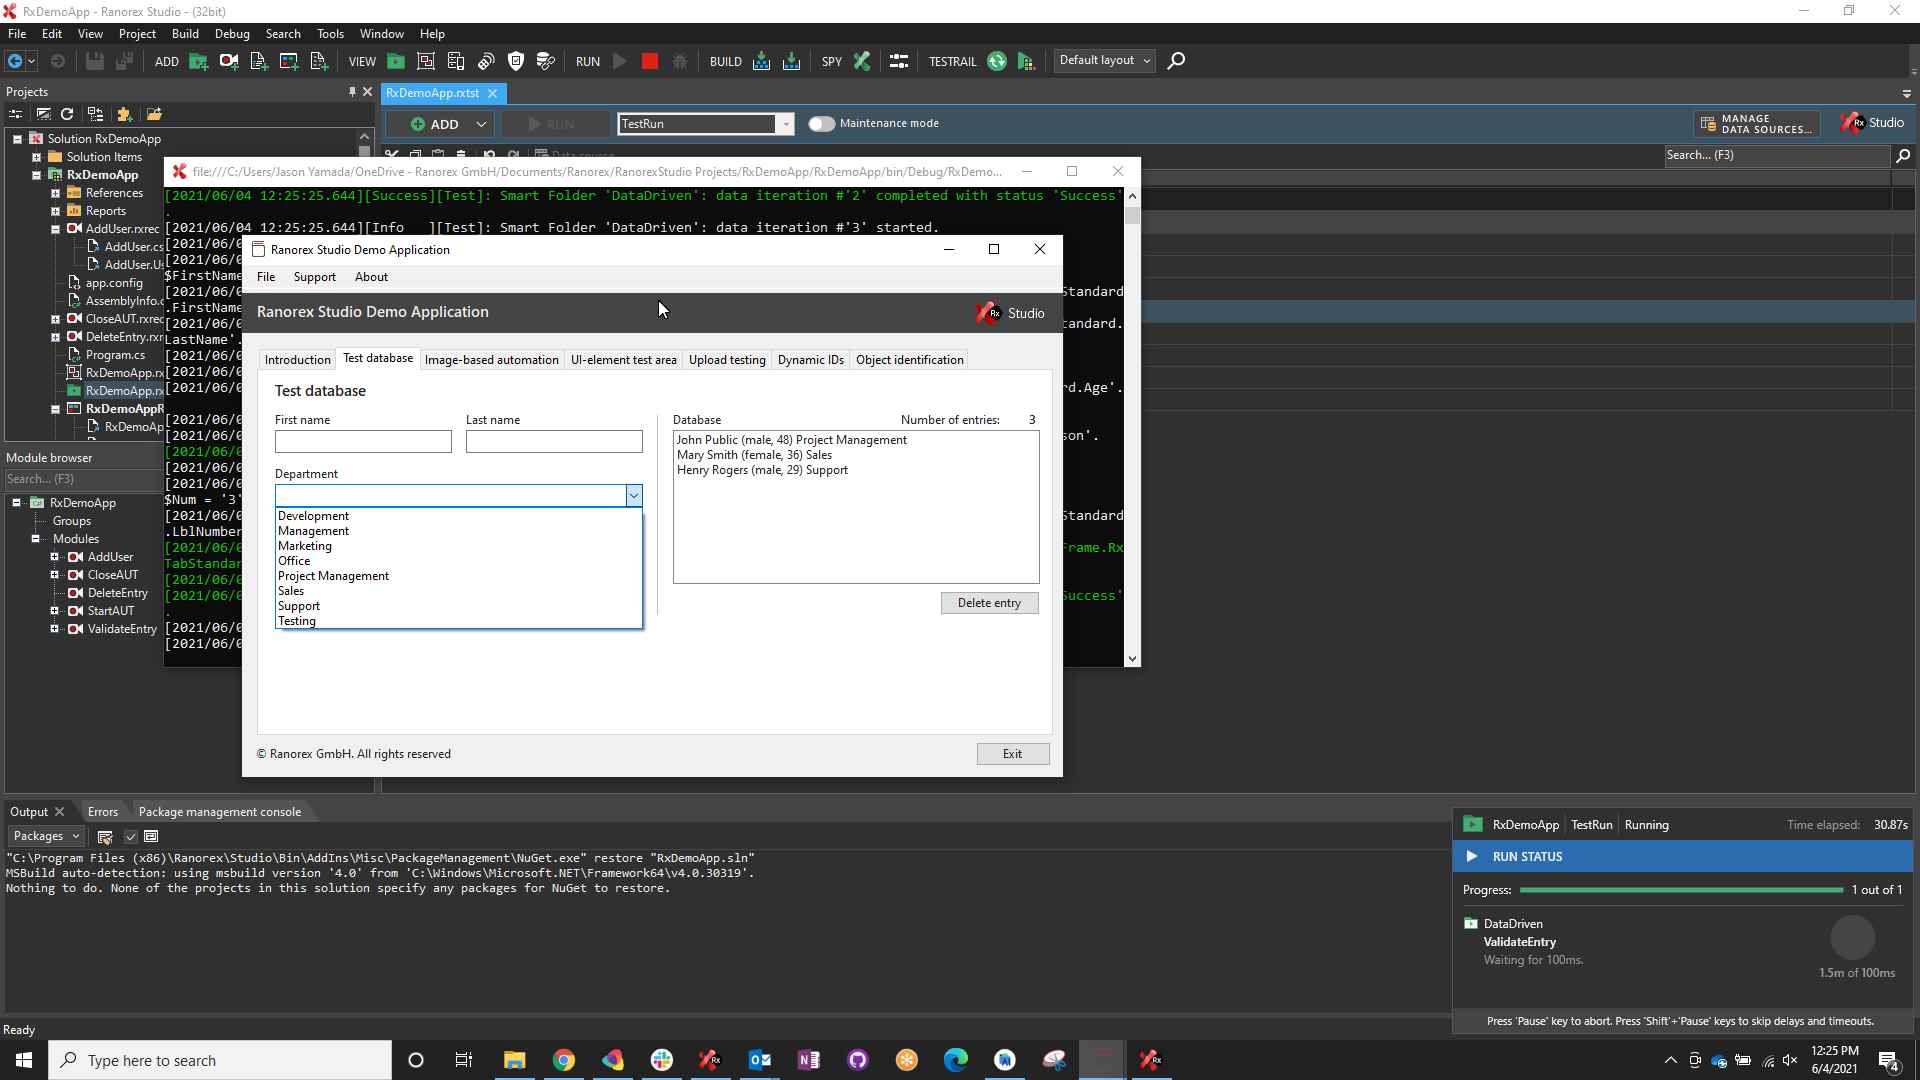 RxDemoApp - Ranorex Studio - (32bit)
File Edit View Project Build Debug Search Tools Window Help
ADD VIEW RUN BUILD SPY TESTRAIL Default layout
Projects
RxDemoApp.rxtst
ADD RUN TestRun Maintenance mode MANAGE DATA SOURCES... Rx Studio
Data source
Search... (F3)
Solution RxDemoApp
Solution Items
RxDemoApp
References
Reports
AddUser.rxrec
AddUser.cs
AddUser.Us
app.config
AssemblyInfo.c
CloseAUT.rxrec
DeleteEntry.rxr
Program.cs
RxDemoApp.rx
RxDemoApp.rx
RxDemoAppR
RxDemoAp
Module browser
Search... (F3)
RxDemoApp
Groups
Modules
AddUser
CloseAUT
DeleteEntry
StartAUT
ValidateEntry
file:///C:/Users/Jason Yamada/OneDrive - Ranorex GmbH/Documents/Ranorex/RanorexStudio Projects/RxDemoApp/RxDemoApp/bin/Debug/RxDemo...
[2021/06/04 12:25:25.644][Success][Test]: Smart Folder 'DataDriven': data iteration #'2' completed with status 'Success'
.
[2021/06/04 12:25:25.644][Info   ][Test]: Smart Folder 'DataDriven': data iteration #'3' started.
[2021/06/0
[2021/06/0
$FirstName
[2021/06/0 Standard
.FirstName
[2021/06/0 tandard.
LastName'.
[2021/06/0
[2021/06/0
[2021/06/0 rd.Age'.
[2021/06/0
[2021/06/0 son'.
[2021/06/0
[2021/06/0
[2021/06/0
$Num = '3'
[2021/06/0 Standard
.LblNumber
[2021/06/0 Frame.Rx
TabStandar
[2021/06/0
[2021/06/0 Success'
.
[2021/06/0
[2021/06/0
Ranorex Studio Demo Application
File Support About
Ranorex Studio Demo Application
Rx Studio
Introduction Test database Image-based automation UI-element test area Upload testing Dynamic IDs Object identification
Test database
First name Last name
Department
Development
Management
Marketing
Office
Project Management
Sales
Support
Testing
Database Number of entries: 3
John Public (male, 48) Project Management
Mary Smith (female, 36) Sales
Henry Rogers (male, 29) Support
Delete entry
© Ranorex GmbH. All rights reserved
Exit
Output Errors Package management console
Packages
"C:\Program Files (x86)\Ranorex\Studio\Bin\AddIns\Misc\PackageManagement\NuGet.exe" restore "RxDemoApp.sln"
MSBuild auto-detection: using msbuild version '4.0' from 'C:\Windows\Microsoft.NET\Framework64\v4.0.30319'.
Nothing to do. None of the projects in this solution specify any packages for NuGet to restore.
RxDemoApp TestRun Running Time elapsed: 30.87s
RUN STATUS
Progress: 1 out of 1
DataDriven
ValidateEntry
Waiting for 100ms.
1.5m of 100ms
Press 'Pause' key to abort. Press 'Shift'+'Pause' keys to skip delays and timeouts.
Ready
Type here to search
12:25 PM
6/4/2021
4